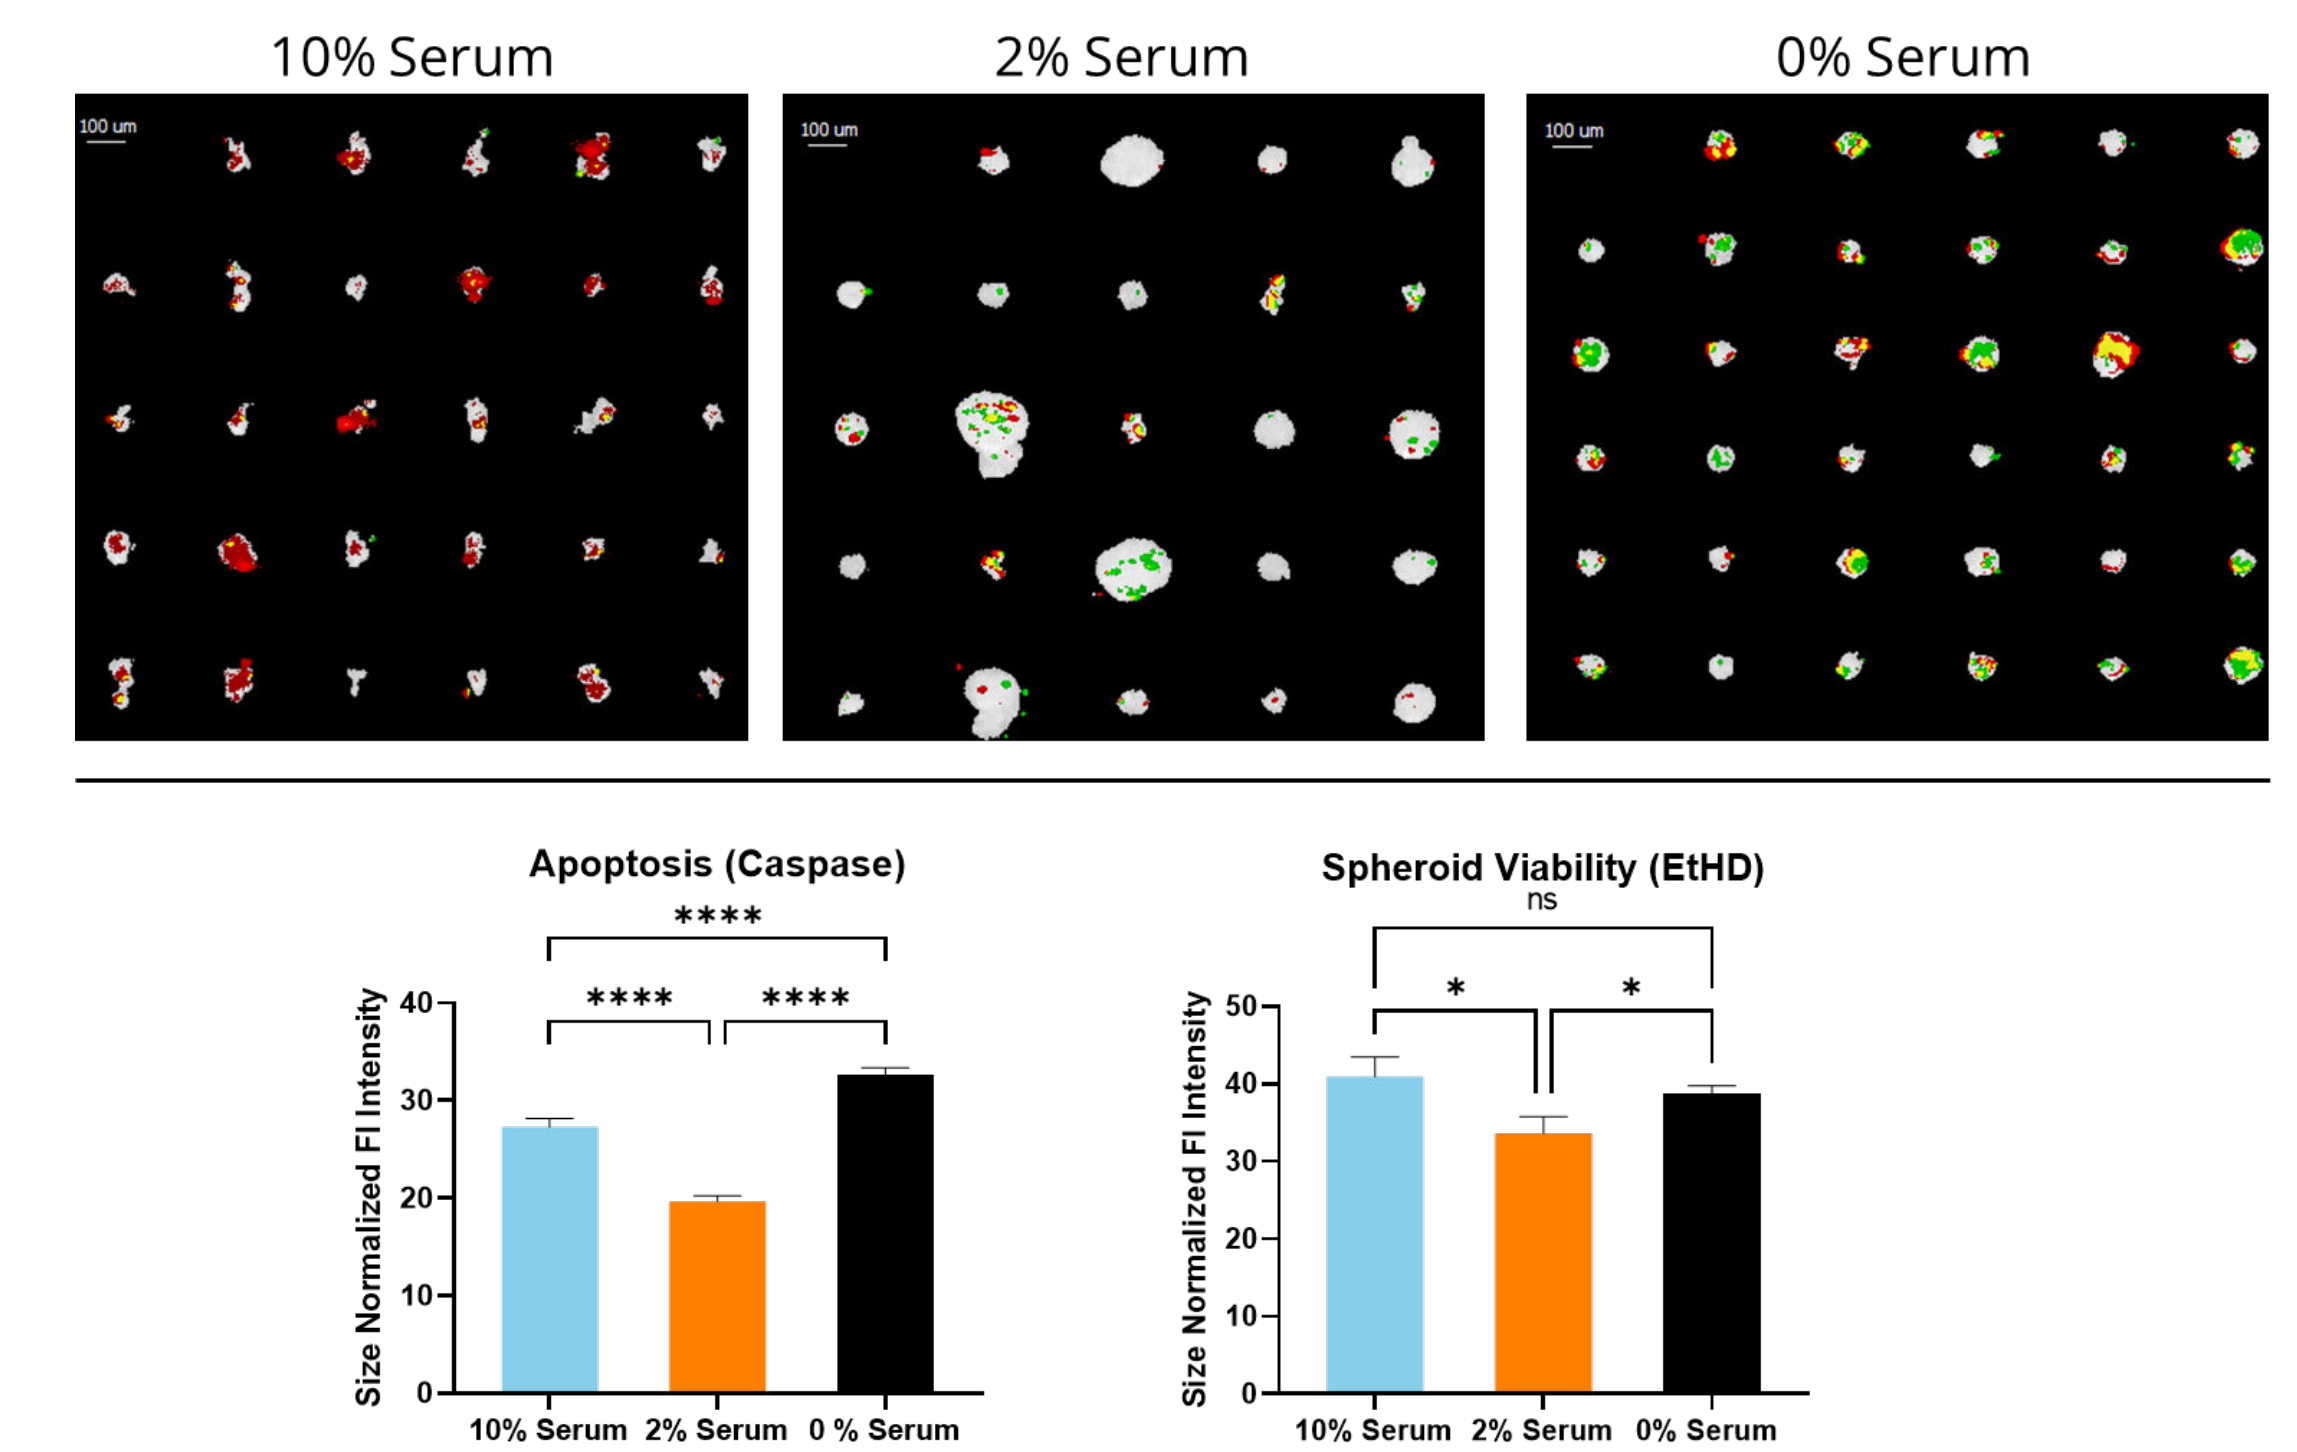 10% Serum
2% Serum
0% Serum
100 um
100 um
100 um
Apoptosis (Caspase)
****
****
****
Size Normalized FI Intensity
40
30
20
10
0
10% Serum
2% Serum
0 % Serum
Spheroid Viability (EtHD)
ns
*
*
Size Normalized FI Intensity
50
40
30
20
10
0
10% Serum
2% Serum
0% Serum